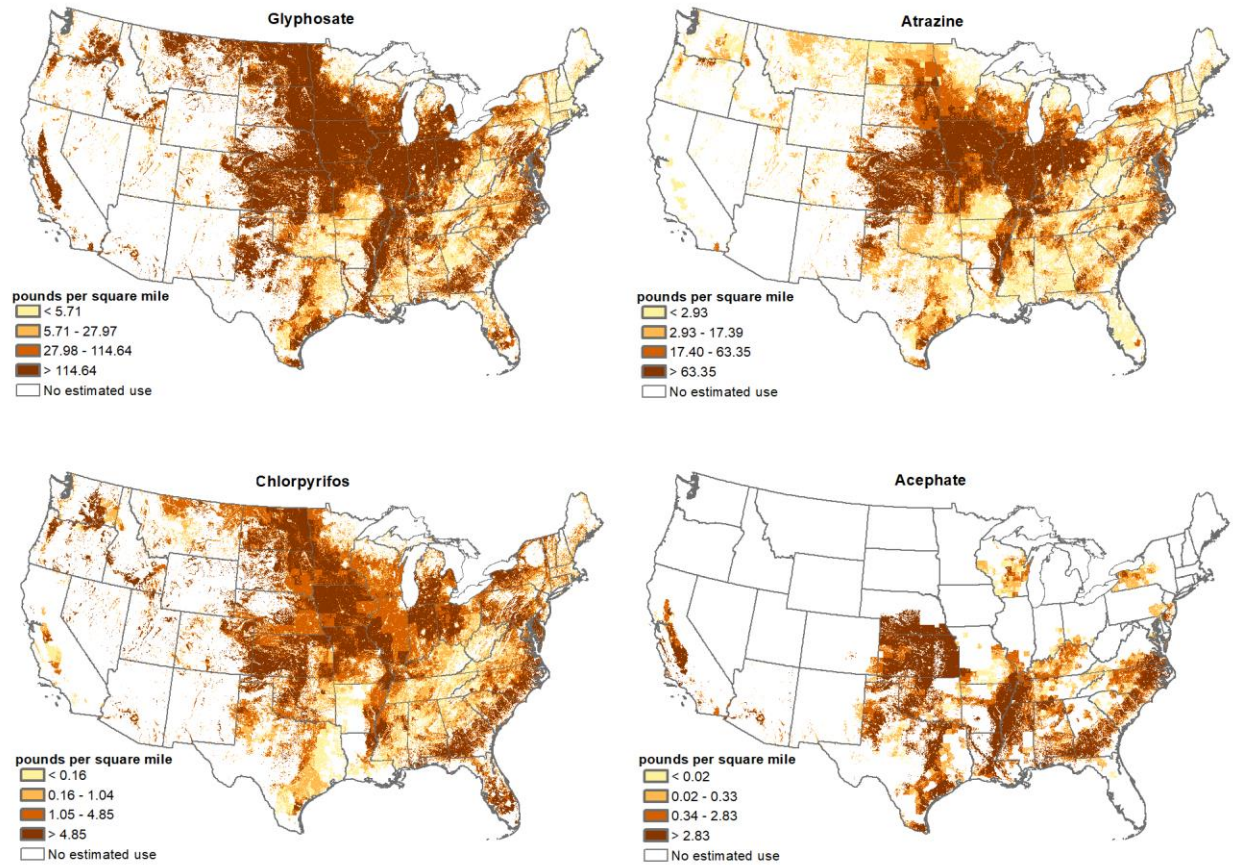 Glyphosate
pounds per square mile
< 5.71
5.71 - 27.97
27.98 - 114.64
> 114.64
No estimated use
Atrazine
pounds per square mile
< 2.93
2.93 - 17.39
17.40 - 63.35
> 63.35
No estimated use
Chlorpyrifos
pounds per square mile
< 0.16
0.16 - 1.04
1.05 - 4.85
> 4.85
No estimated use
Acephate
pounds per square mile
< 0.02
0.02 - 0.33
0.34 - 2.83
> 2.83
No estimated use